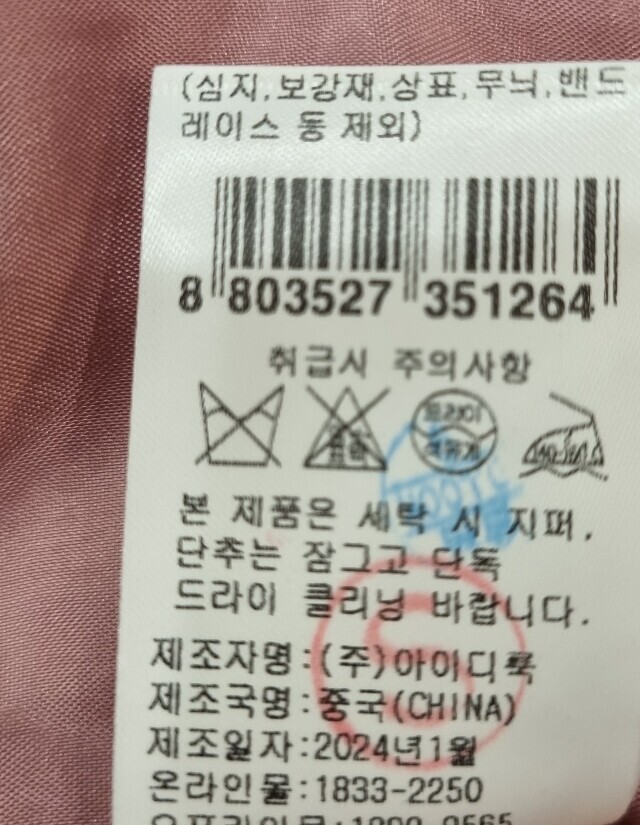 (심지,보강재,상표,무늬,밴드
레이스 등 제외)
8 803527 351264
취급시 주의사항
드라이
석유계
본 제품은 세탁 시 지퍼,
단추는 잠그고 단독
드라이 클리닝 바랍니다.
제조자명:(주)아이디룩
제조국명:중국(CHINA)
제조일자:2024년1월
온라인몰:1833-2250